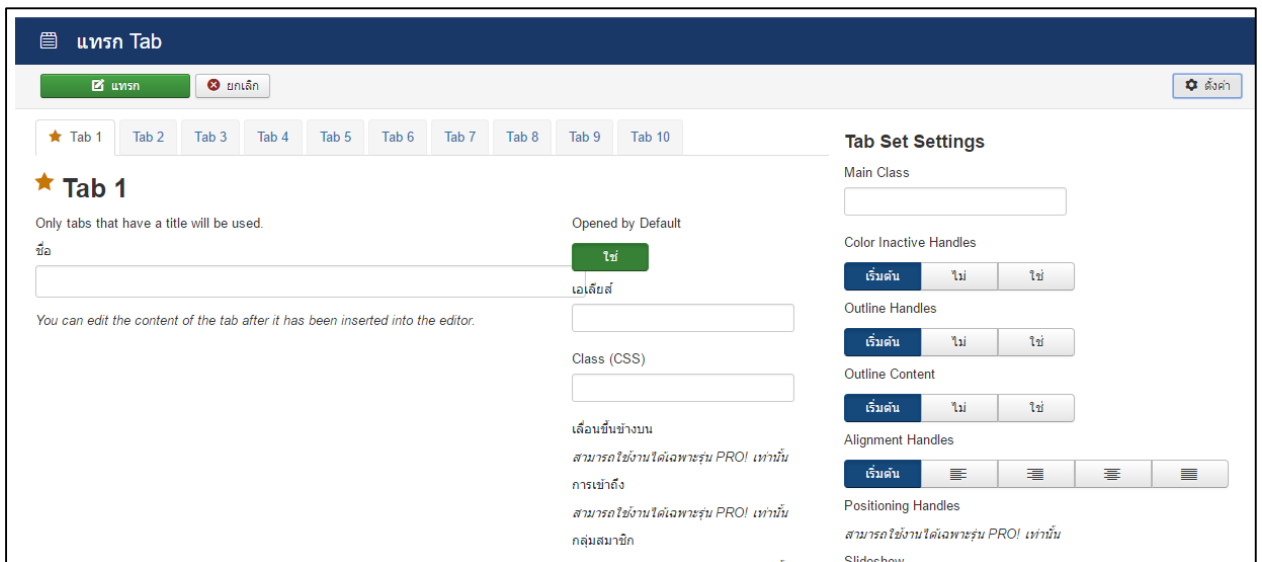 แทรก Tab
แทรก
ยกเลิก
ตั้งค่า
Tab 1
Tab 2
Tab 3
Tab 4
Tab 5
Tab 6
Tab 7
Tab 8
Tab 9
Tab 10
Tab 1
Only tabs that have a title will be used.
ชื่อ
You can edit the content of the tab after it has been inserted into the editor.
Opened by Default
ใช่
เอเลียส์
Class (CSS)
เลื่อนขึ้นข้างบน
สามารถใช้งานได้เฉพาะรุ่น PRO! เท่านั้น
การเข้าถึง
สามารถใช้งานได้เฉพาะรุ่น PRO! เท่านั้น
กลุ่มสมาชิก
Tab Set Settings
Main Class
Color Inactive Handles
เริ่มต้น ไม่ ใช่
Outline Handles
เริ่มต้น ไม่ ใช่
Outline Content
เริ่มต้น ไม่ ใช่
Alignment Handles
เริ่มต้น
Positioning Handles
สามารถใช้งานได้เฉพาะรุ่น PRO! เท่านั้น
Slideshow